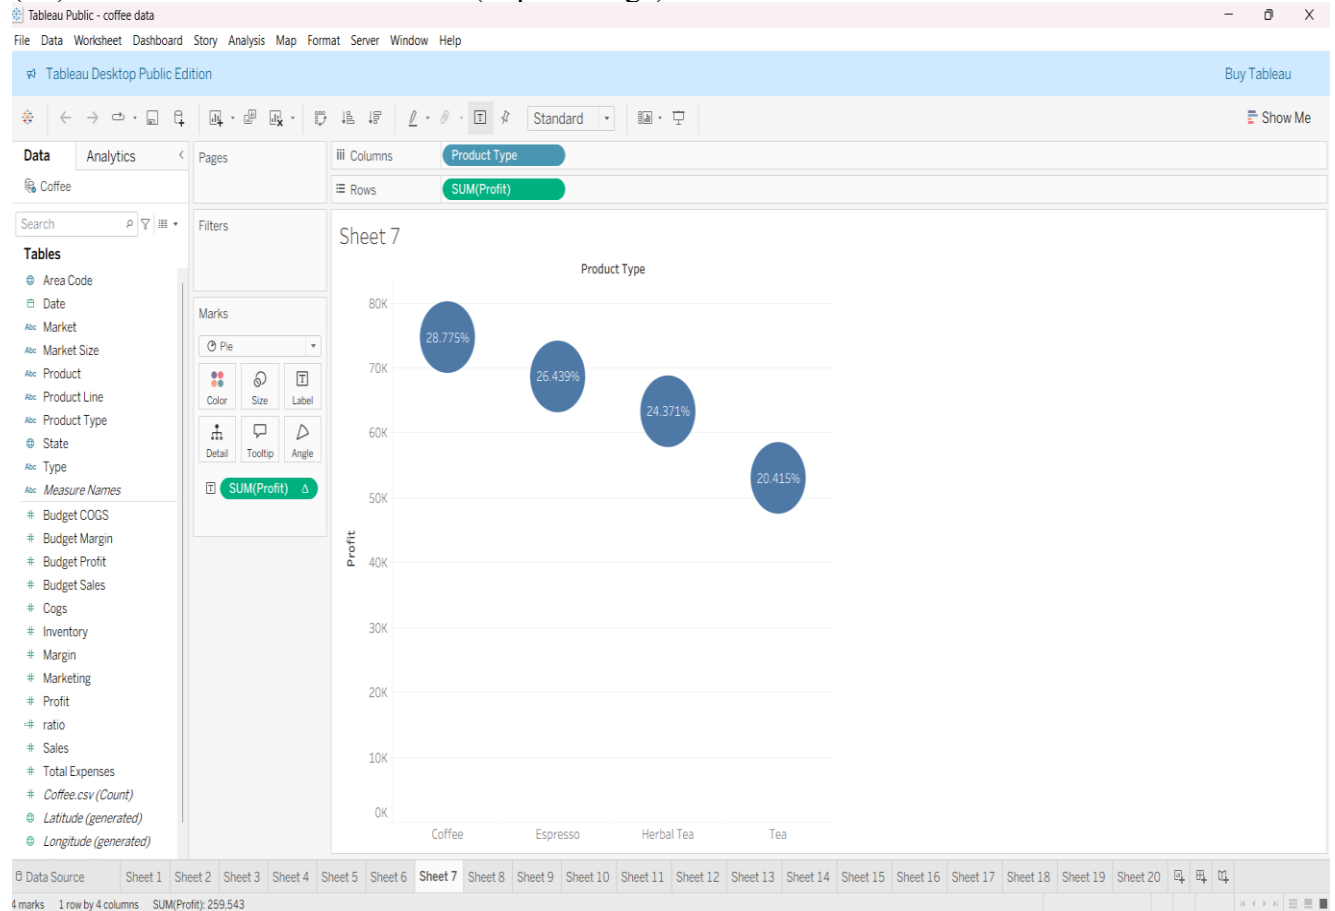 Tableau Public - coffee data
File Data Worksheet Dashboard Story Analysis Map Format Server Window Help
Tableau Desktop Public Edition
Buy Tableau
Standard
Show Me
Data Analytics
Pages
Columns
Product Type
Coffee
Rows
SUM(Profit)
Search
Filters
Sheet 7
Tables
Product Type
Area Code
Date
Abc Market
Abc Market Size
Abc Product
Abc Product Line
Abc Product Type
State
Abc Type
Abc Measure Names
# Budget COGS
# Budget Margin
# Budget Profit
# Budget Sales
# Cogs
# Inventory
# Margin
# Marketing
# Profit
=# ratio
# Sales
# Total Expenses
# Coffee.csv (Count)
Latitude (generated)
Longitude (generated)
Marks
Pie
Color Size Label
Detail Tooltip Angle
T SUM(Profit) Δ
Profit
80K
70K
60K
50K
40K
30K
20K
10K
0K
28.775%
26.439%
24.371%
20.415%
Coffee Espresso Herbal Tea Tea
Data Source Sheet 1 Sheet 2 Sheet 3 Sheet 4 Sheet 5 Sheet 6 Sheet 7 Sheet 8 Sheet 9 Sheet 10 Sheet 11 Sheet 12 Sheet 13 Sheet 14 Sheet 15 Sheet 16 Sheet 17 Sheet 18 Sheet 19 Sheet 20
4 marks 1 row by 4 columns SUM(Profit): 259,543